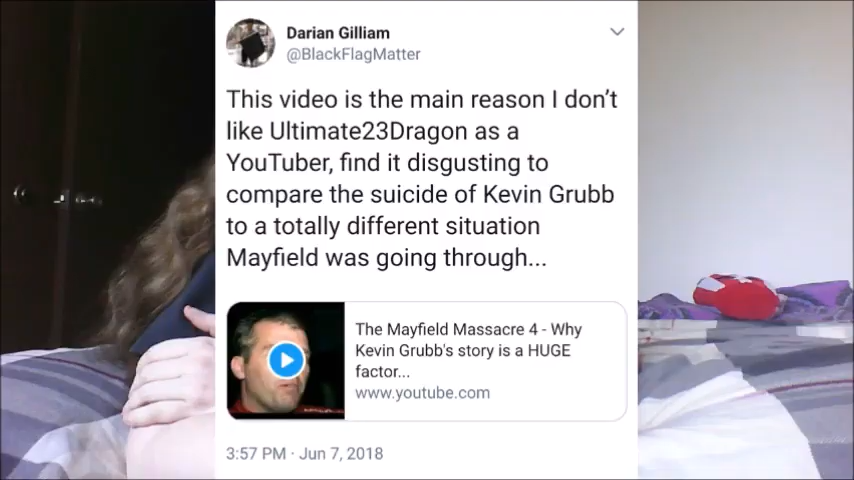 Darian Gilliam
@BlackFlagMatter
This video is the main reason I don't
like Ultimate23Dragon as a
YouTuber, find it disgusting to
compare the suicide of Kevin Grubb
to a totally different situation
Mayfield was going through...
The Mayfield Massacre 4 - Why
Kevin Grubb's story is a HUGE
factor...
www.youtube.com
3:57 PM · Jun 7, 2018